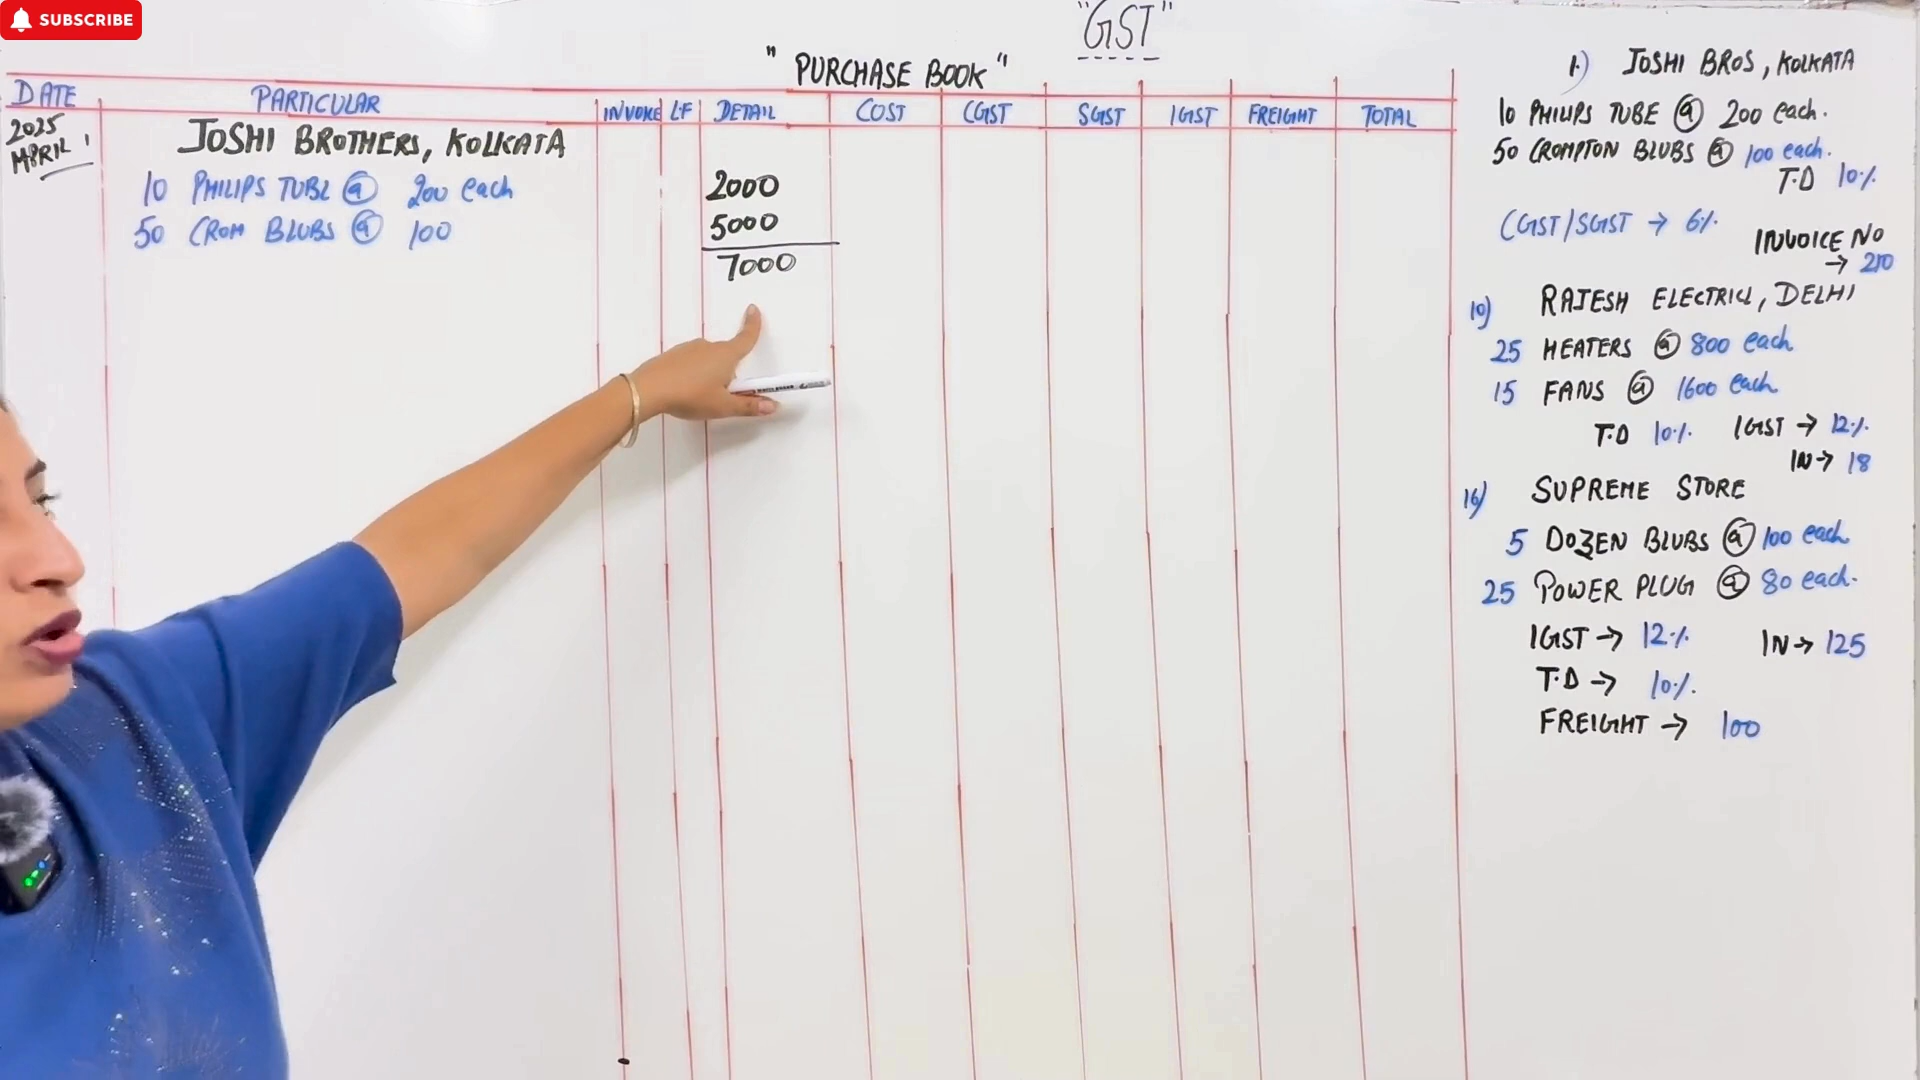 SUBSCRIBE
"GST"
"PURCHASE BOOK"
DATE PARTICULAR INVOICE LF DETAIL COST CGST SGST IGST FREIGHT TOTAL
2025
APRIL 1
JOSHI BROTHERS, KOLKATA
10 PHILIPS TUBE @ 200 each 2000
50 CROM BLUBS @ 100 5000
7000
1.) JOSHI BROS, KOLKATA
10 PHILIPS TUBE @ 200 each.
50 CROMPTON BLUBS @ 100 each.
T.D 10%
CGST/SGST → 6%
INVOICE NO
→ 210
10) RAJESH ELECTRICL, DELHI
25 HEATERS @ 800 each
15 FANS @ 1600 each
T.D 10% IGST → 12%
IN → 18
16) SUPREME STORE
5 DOZEN BLUBS @ 100 each
25 POWER PLUG @ 80 each.
IGST → 12% IN → 125
T.D → 10%.
FREIGHT → 100